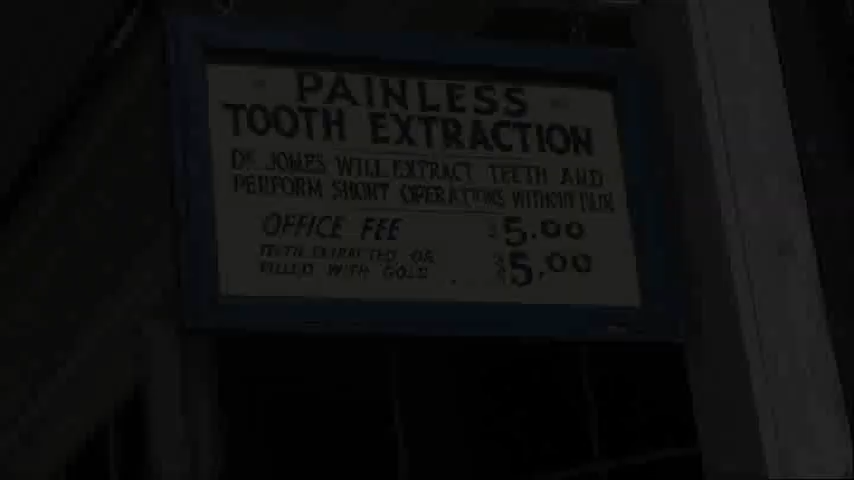 PAINLESS
TOOTH EXTRACTION
DR. JONES WILL EXTRACT TEETH AND
PERFORM SHORT OPERATIONS WITHOUT PAIN
OFFICE FEE $5.00
TEETH EXTRACTED OR
FILLED WITH GOLD . . . $5.00